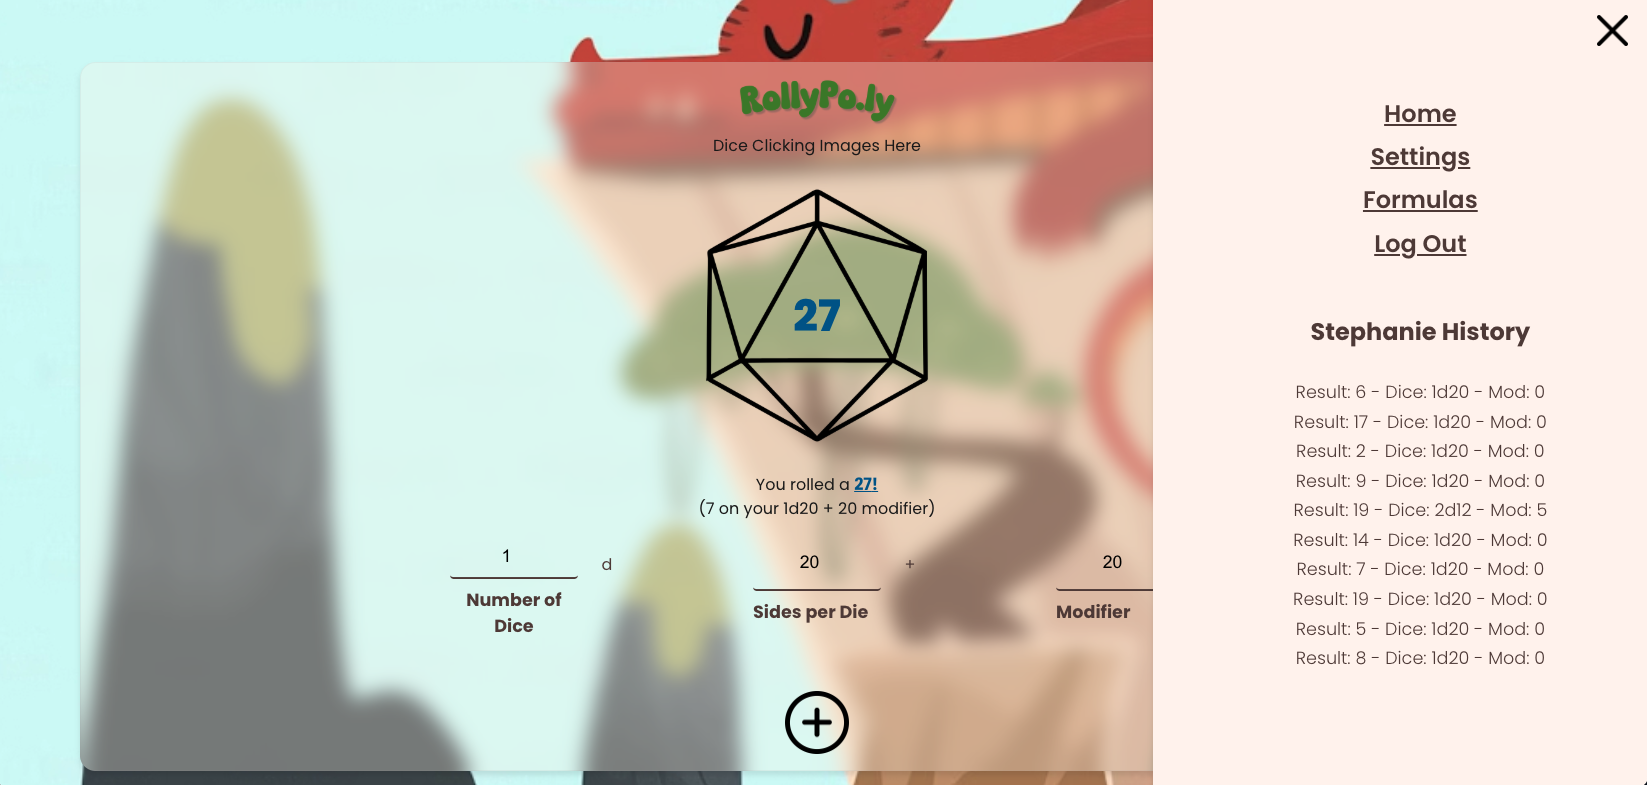 RollyPo.ly
Dice Clicking Images Here
27
You rolled a 27!
(7 on your 1d20 + 20 modifier)
1
d
20
+
20
Number of
Dice
Sides per Die
Modifier
Home
Settings
Formulas
Log Out
Stephanie History
Result: 6 - Dice: 1d20 - Mod: 0
Result: 17 - Dice: 1d20 - Mod: 0
Result: 2 - Dice: 1d20 - Mod: 0
Result: 9 - Dice: 1d20 - Mod: 0
Result: 19 - Dice: 2d12 - Mod: 5
Result: 14 - Dice: 1d20 - Mod: 0
Result: 7 - Dice: 1d20 - Mod: 0
Result: 19 - Dice: 1d20 - Mod: 0
Result: 5 - Dice: 1d20 - Mod: 0
Result: 8 - Dice: 1d20 - Mod: 0